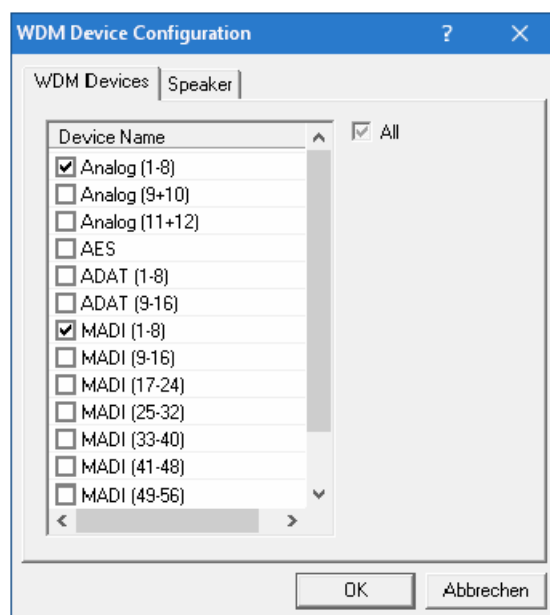 WDM Device Configuration ? ×
WDM Devices Speaker
Device Name
All
Analog (1-8)
Analog (9+10)
Analog (11+12)
AES
ADAT (1-8)
ADAT (9-16)
MADI (1-8)
MADI (9-16)
MADI (17-24)
MADI (25-32)
MADI (33-40)
MADI (41-48)
MADI (49-56)
OK Abbrechen